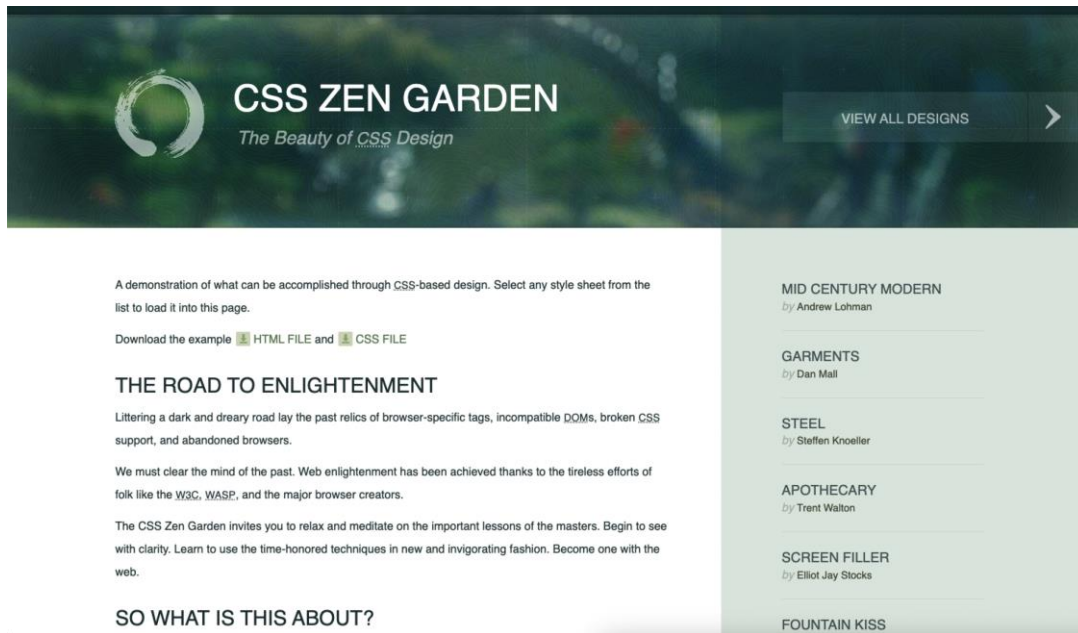 CSS ZEN GARDEN
The Beauty of CSS Design
VIEW ALL DESIGNS
A demonstration of what can be accomplished through CSS-based design. Select any style sheet from the
list to load it into this page.
Download the example HTML FILE and CSS FILE
THE ROAD TO ENLIGHTENMENT
Littering a dark and dreary road lay the past relics of browser-specific tags, incompatible DOMs, broken CSS
support, and abandoned browsers.
We must clear the mind of the past. Web enlightenment has been achieved thanks to the tireless efforts of
folk like the W3C, WASP, and the major browser creators.
The CSS Zen Garden invites you to relax and meditate on the important lessons of the masters. Begin to see
with clarity. Learn to use the time-honored techniques in new and invigorating fashion. Become one with the
web.
SO WHAT IS THIS ABOUT?
MID CENTURY MODERN
by Andrew Lohman
GARMENTS
by Dan Mall
STEEL
by Steffen Knoeller
APOTHECARY
by Trent Walton
SCREEN FILLER
by Elliot Jay Stocks
FOUNTAIN KISS